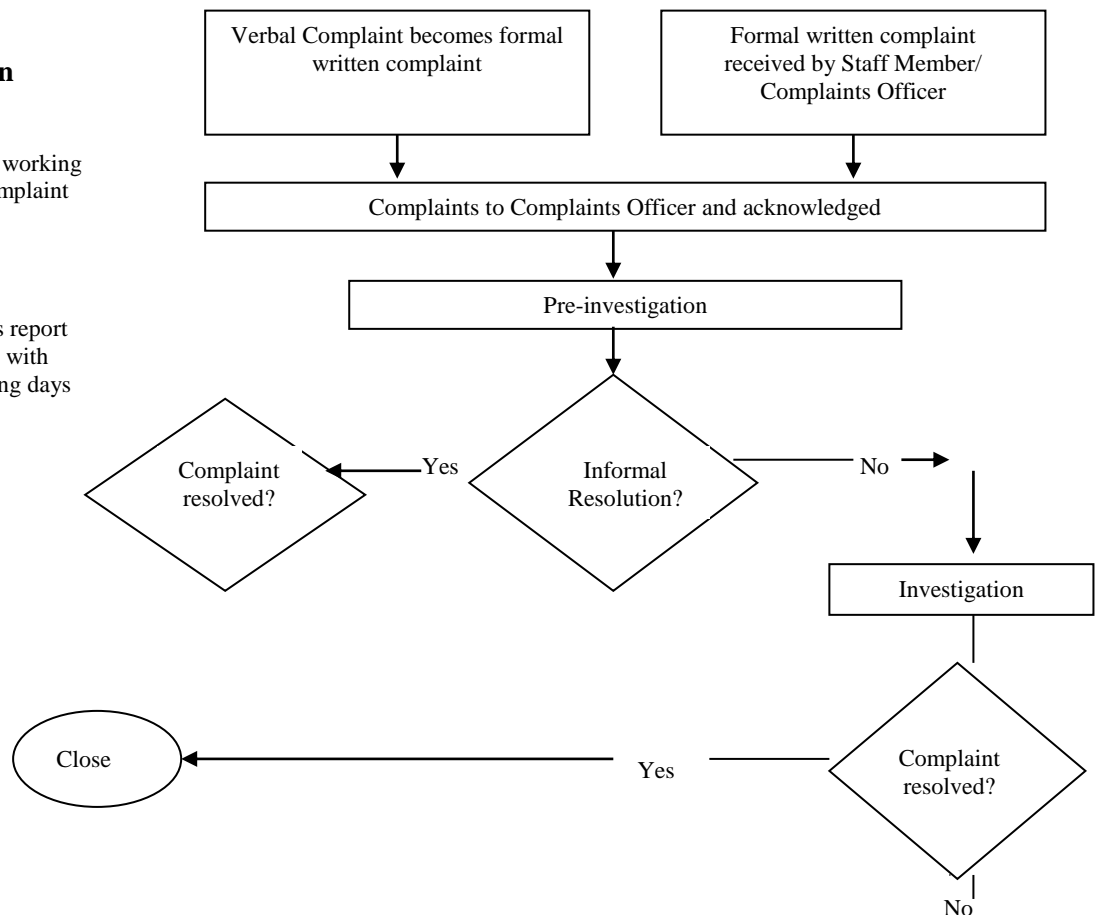 n
working
mplaint
s report
with
ng days
Verbal Complaint becomes formal
written complaint
Formal written complaint
received by Staff Member/
Complaints Officer
Complaints to Complaints Officer and acknowledged
Pre-investigation
Informal
Resolution?
Yes
Complaint
resolved?
No
Investigation
Complaint
resolved?
Yes
Close
No